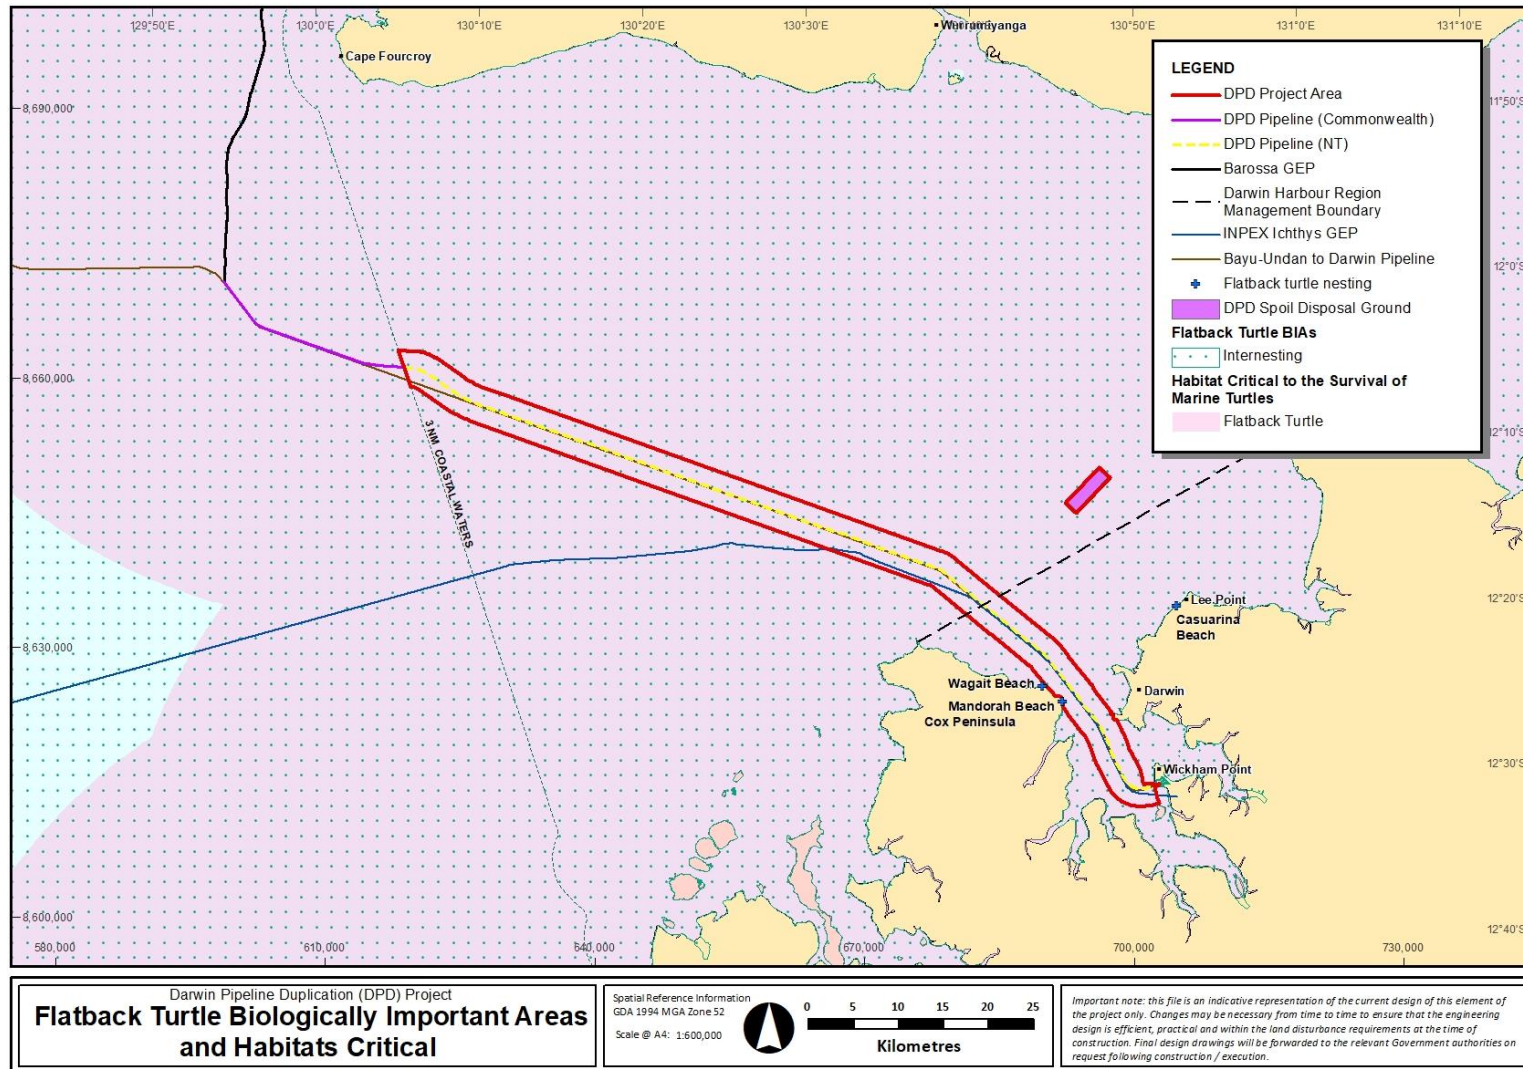 129°50'E
130°0'E
130°10'E
130°20'E
130°30'E
130°40'E
130°50'E
131°0'E
131°10'E
Wurrumiyanga
Cape Fourcroy
8,690,000
11°50'S
LEGEND
DPD Project Area
DPD Pipeline (Commonwealth)
DPD Pipeline (NT)
Barossa GEP
Darwin Harbour Region
Management Boundary
INPEX Ichthys GEP
Bayu-Undan to Darwin Pipeline
Flatback turtle nesting
DPD Spoil Disposal Ground
Flatback Turtle BIAs
Internesting
Habitat Critical to the Survival of
Marine Turtles
Flatback Turtle
12°0'S
8,660,000
12°10'S
3 NM COASTAL WATERS
12°20'S
Lee Point
Casuarina
Beach
8,630,000
Wagait Beach
Darwin
Mandorah Beach
Cox Peninsula
Wickham Point
12°30'S
8,600,000
12°40'S
580,000
610,000
640,000
670,000
700,000
730,000
Darwin Pipeline Duplication (DPD) Project
Flatback Turtle Biologically Important Areas
and Habitats Critical
Spatial Reference Information
GDA 1994 MGA Zone 52
Scale @ A4: 1:600,000
0 5 10 15 20 25
Kilometres
Important note: this file is an indicative representation of the current design of this element of
the project only. Changes may be necessary from time to time to ensure that the engineering
design is efficient, practical and within the land disturbance requirements at the time of
construction. Final design drawings will be forwarded to the relevant Government authorities on
request following construction / execution.